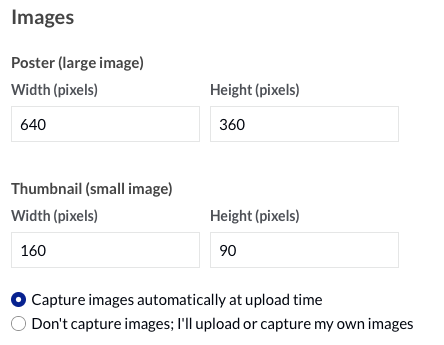 Images
Poster (large image)
Width (pixels) Height (pixels)
640 360
Thumbnail (small image)
Width (pixels) Height (pixels)
160 90
Capture images automatically at upload time
Don't capture images; I'll upload or capture my own images